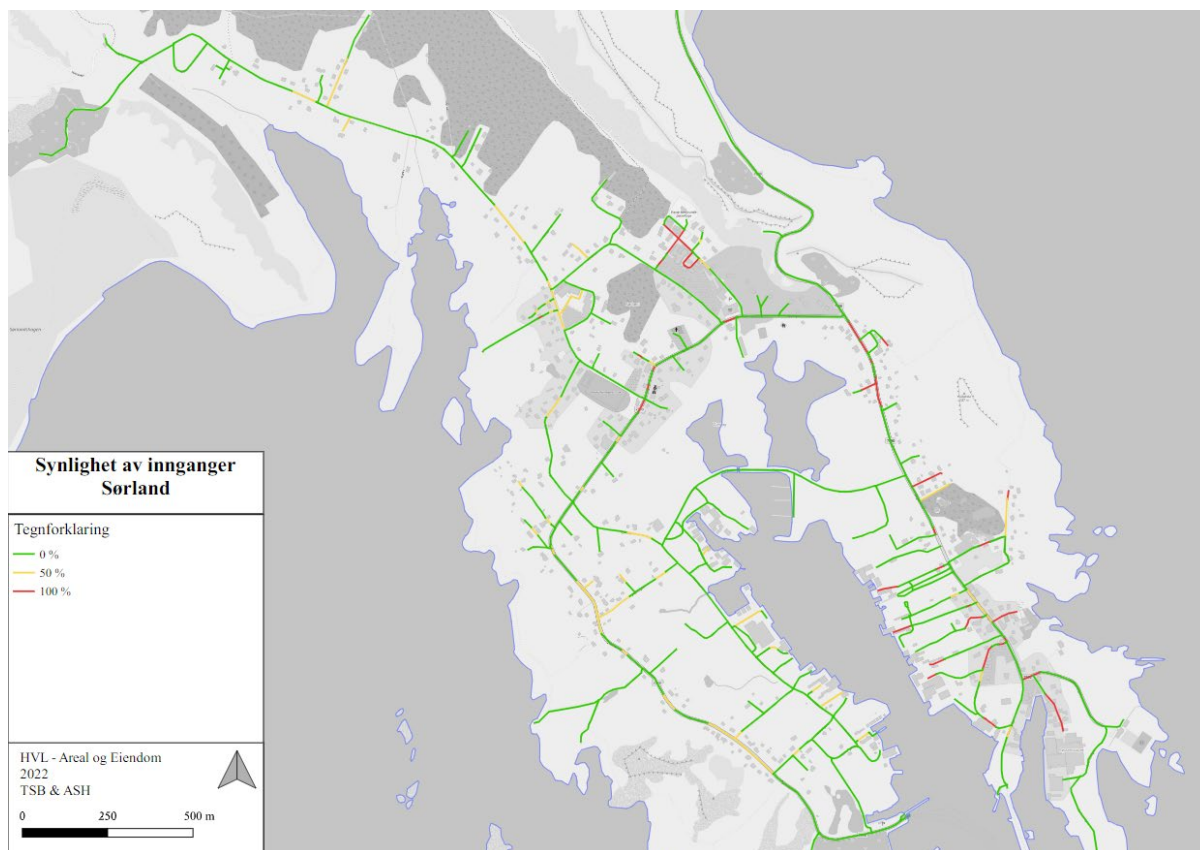 Synlighet av innganger
Sørland
Tegnforklaring
0 %
50 %
100 %
HVL - Areal og Eiendom
2022
TSB & ASH
0 250 500 m